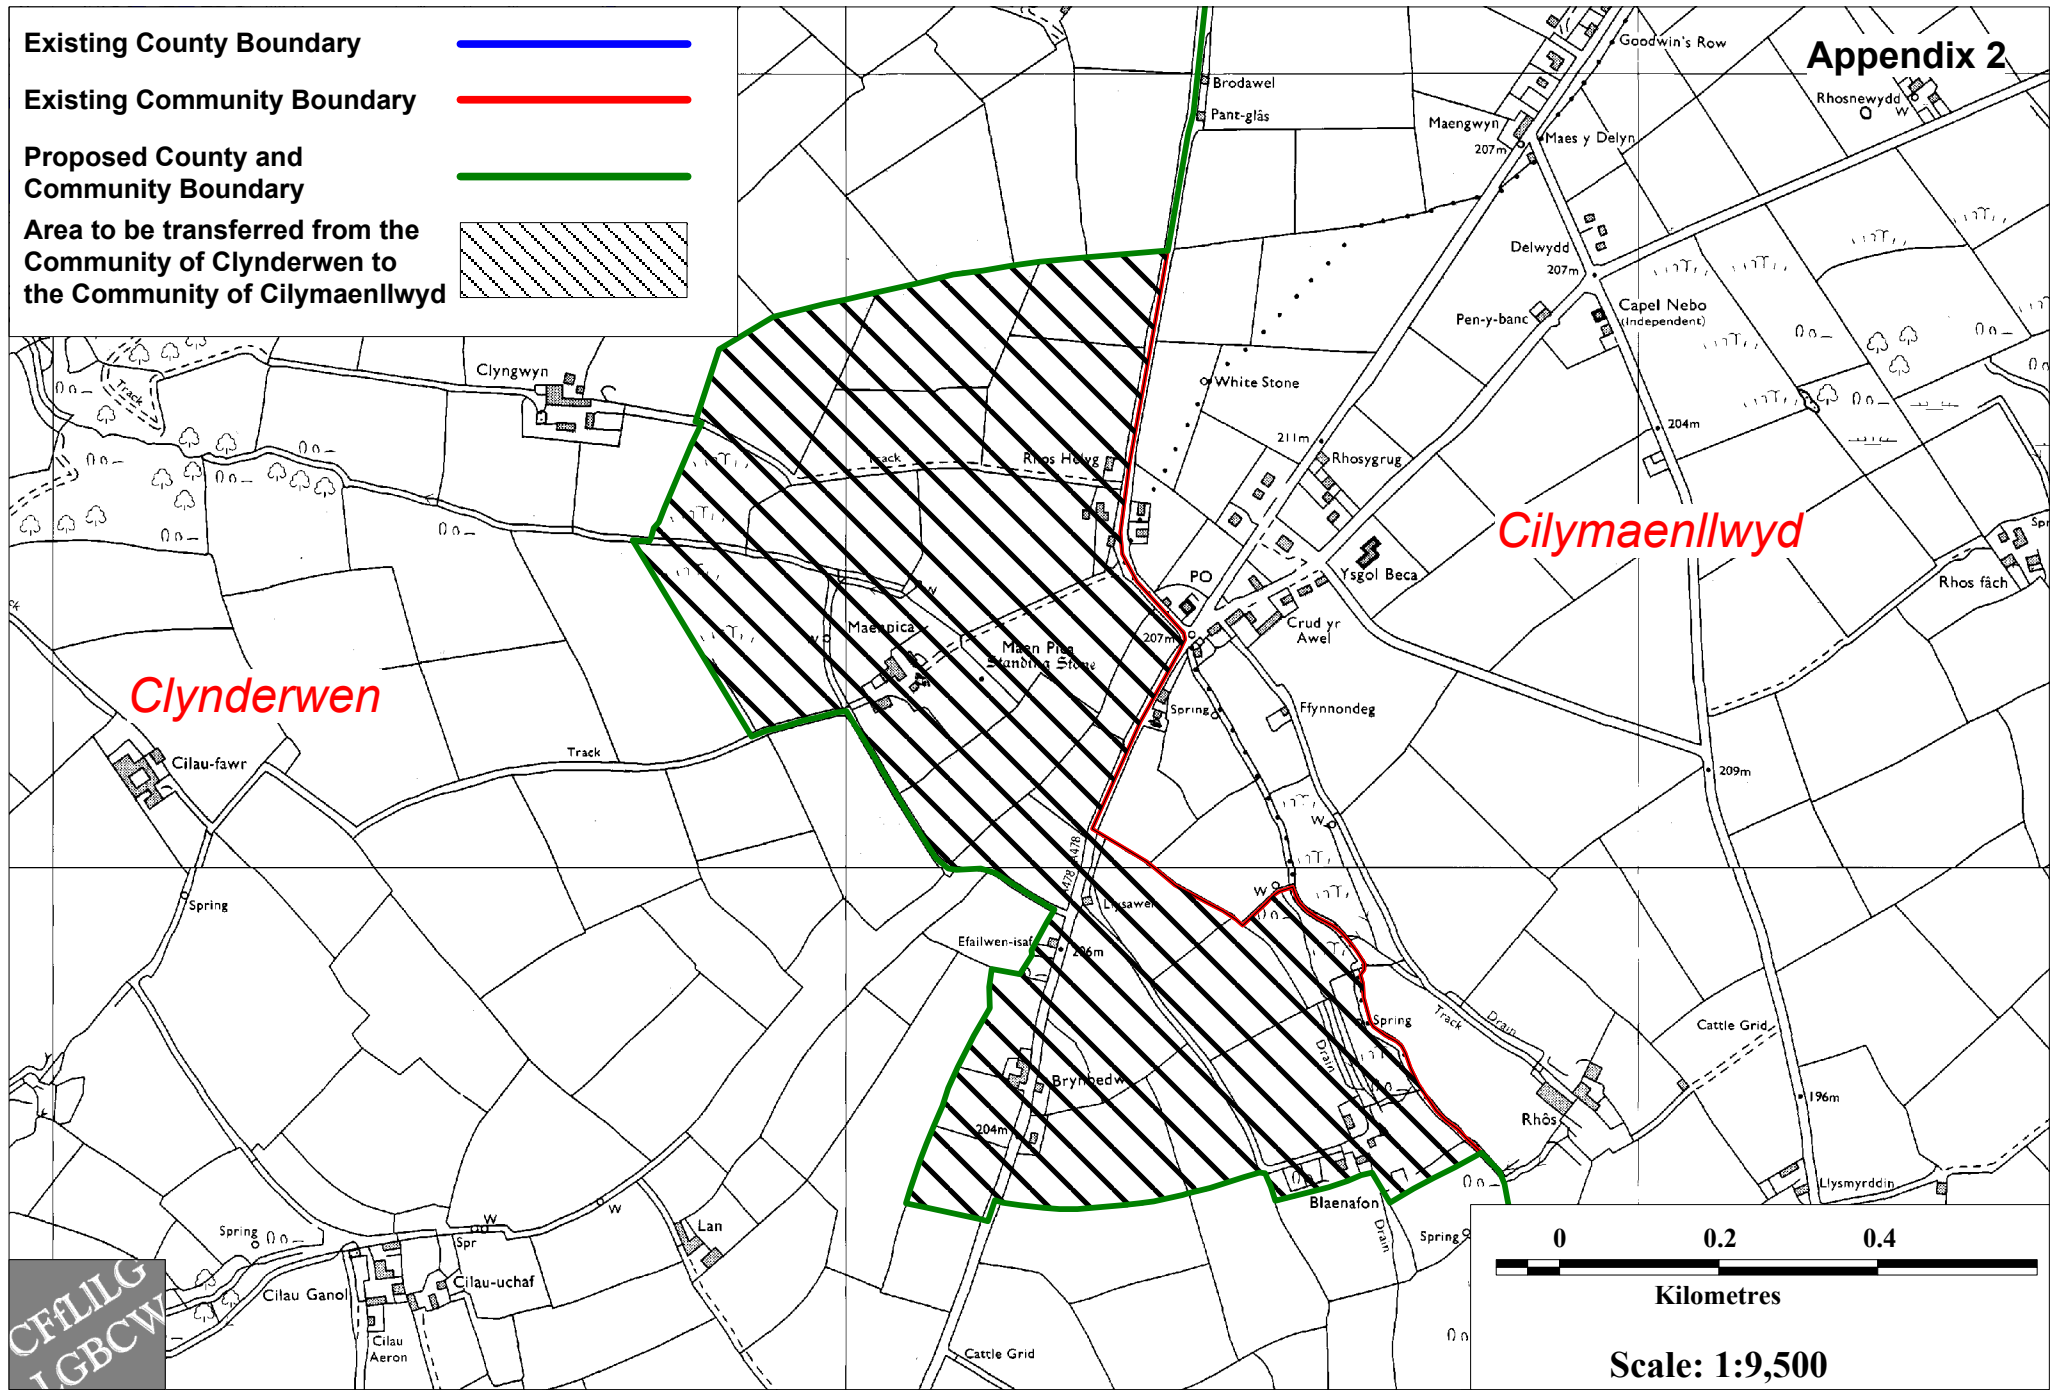 Existing County Boundary
Existing Community Boundary
Proposed County and
Community Boundary
Area to be transferred from the
Community of Clynderwen to
the Community of Cilymaenllwyd
Appendix 2
Goodwin's Row
Brodawel
Pant-glâs
Maengwyn
207m
Maes y Delyn
Rhosnewydd
W
Delwydd
207m
Capel Nebo
(Independent)
Pen-y-banc
Track
Clyngwyn
White Stone
211m
Rhosygrug
204m
Track
Rhos Helyg
Cilymaenllwyd
Spr
Rhos fâch
PO
Ysgol Beca
Crud yr
Awel
207m
W
W
Maenpica
Maen Pica
Standing Stone
Clynderwen
Spring
Ffynnondeg
Cilau-fawr
Track
209m
W
A478
A478
W
Spring
Llysawel
Efailwen-isaf
206m
Spring
Track
Drain
Drain
Cattle Grid
Brynbedw
204m
Rhôs
196m
Blaenafon
Drain
Llysmyrddin
Spring
Spring
W
Spr
W
Lan
Cilau Ganol
Cilau-uchaf
Cilau
Aeron
Cattle Grid
0 0.2 0.4
Kilometres
Scale: 1:9,500
CFfLlLG
LGBCW